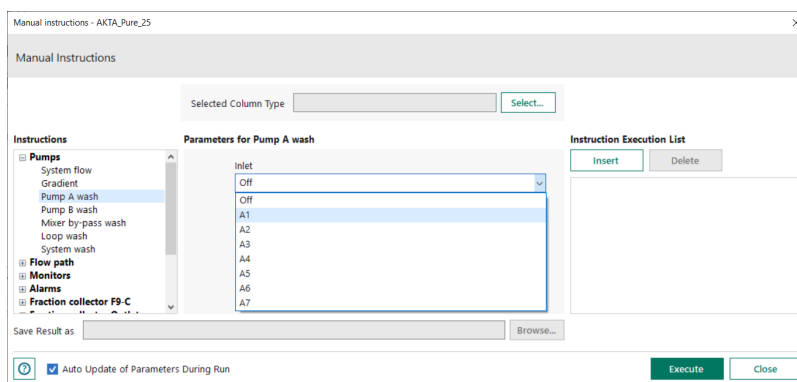 Manual instructions - AKTA_Pure_25
Manual Instructions
Selected Column Type
Select...
Instructions
Pumps
System flow
Gradient
Pump A wash
Pump B wash
Mixer by-pass wash
Loop wash
System wash
Flow path
Monitors
Alarms
Fraction collector F9-C
Parameters for Pump A wash
Inlet
Off
Off
A1
A2
A3
A4
A5
A6
A7
Instruction Execution List
Insert Delete
Save Result as
Browse...
? Auto Update of Parameters During Run
Execute Close